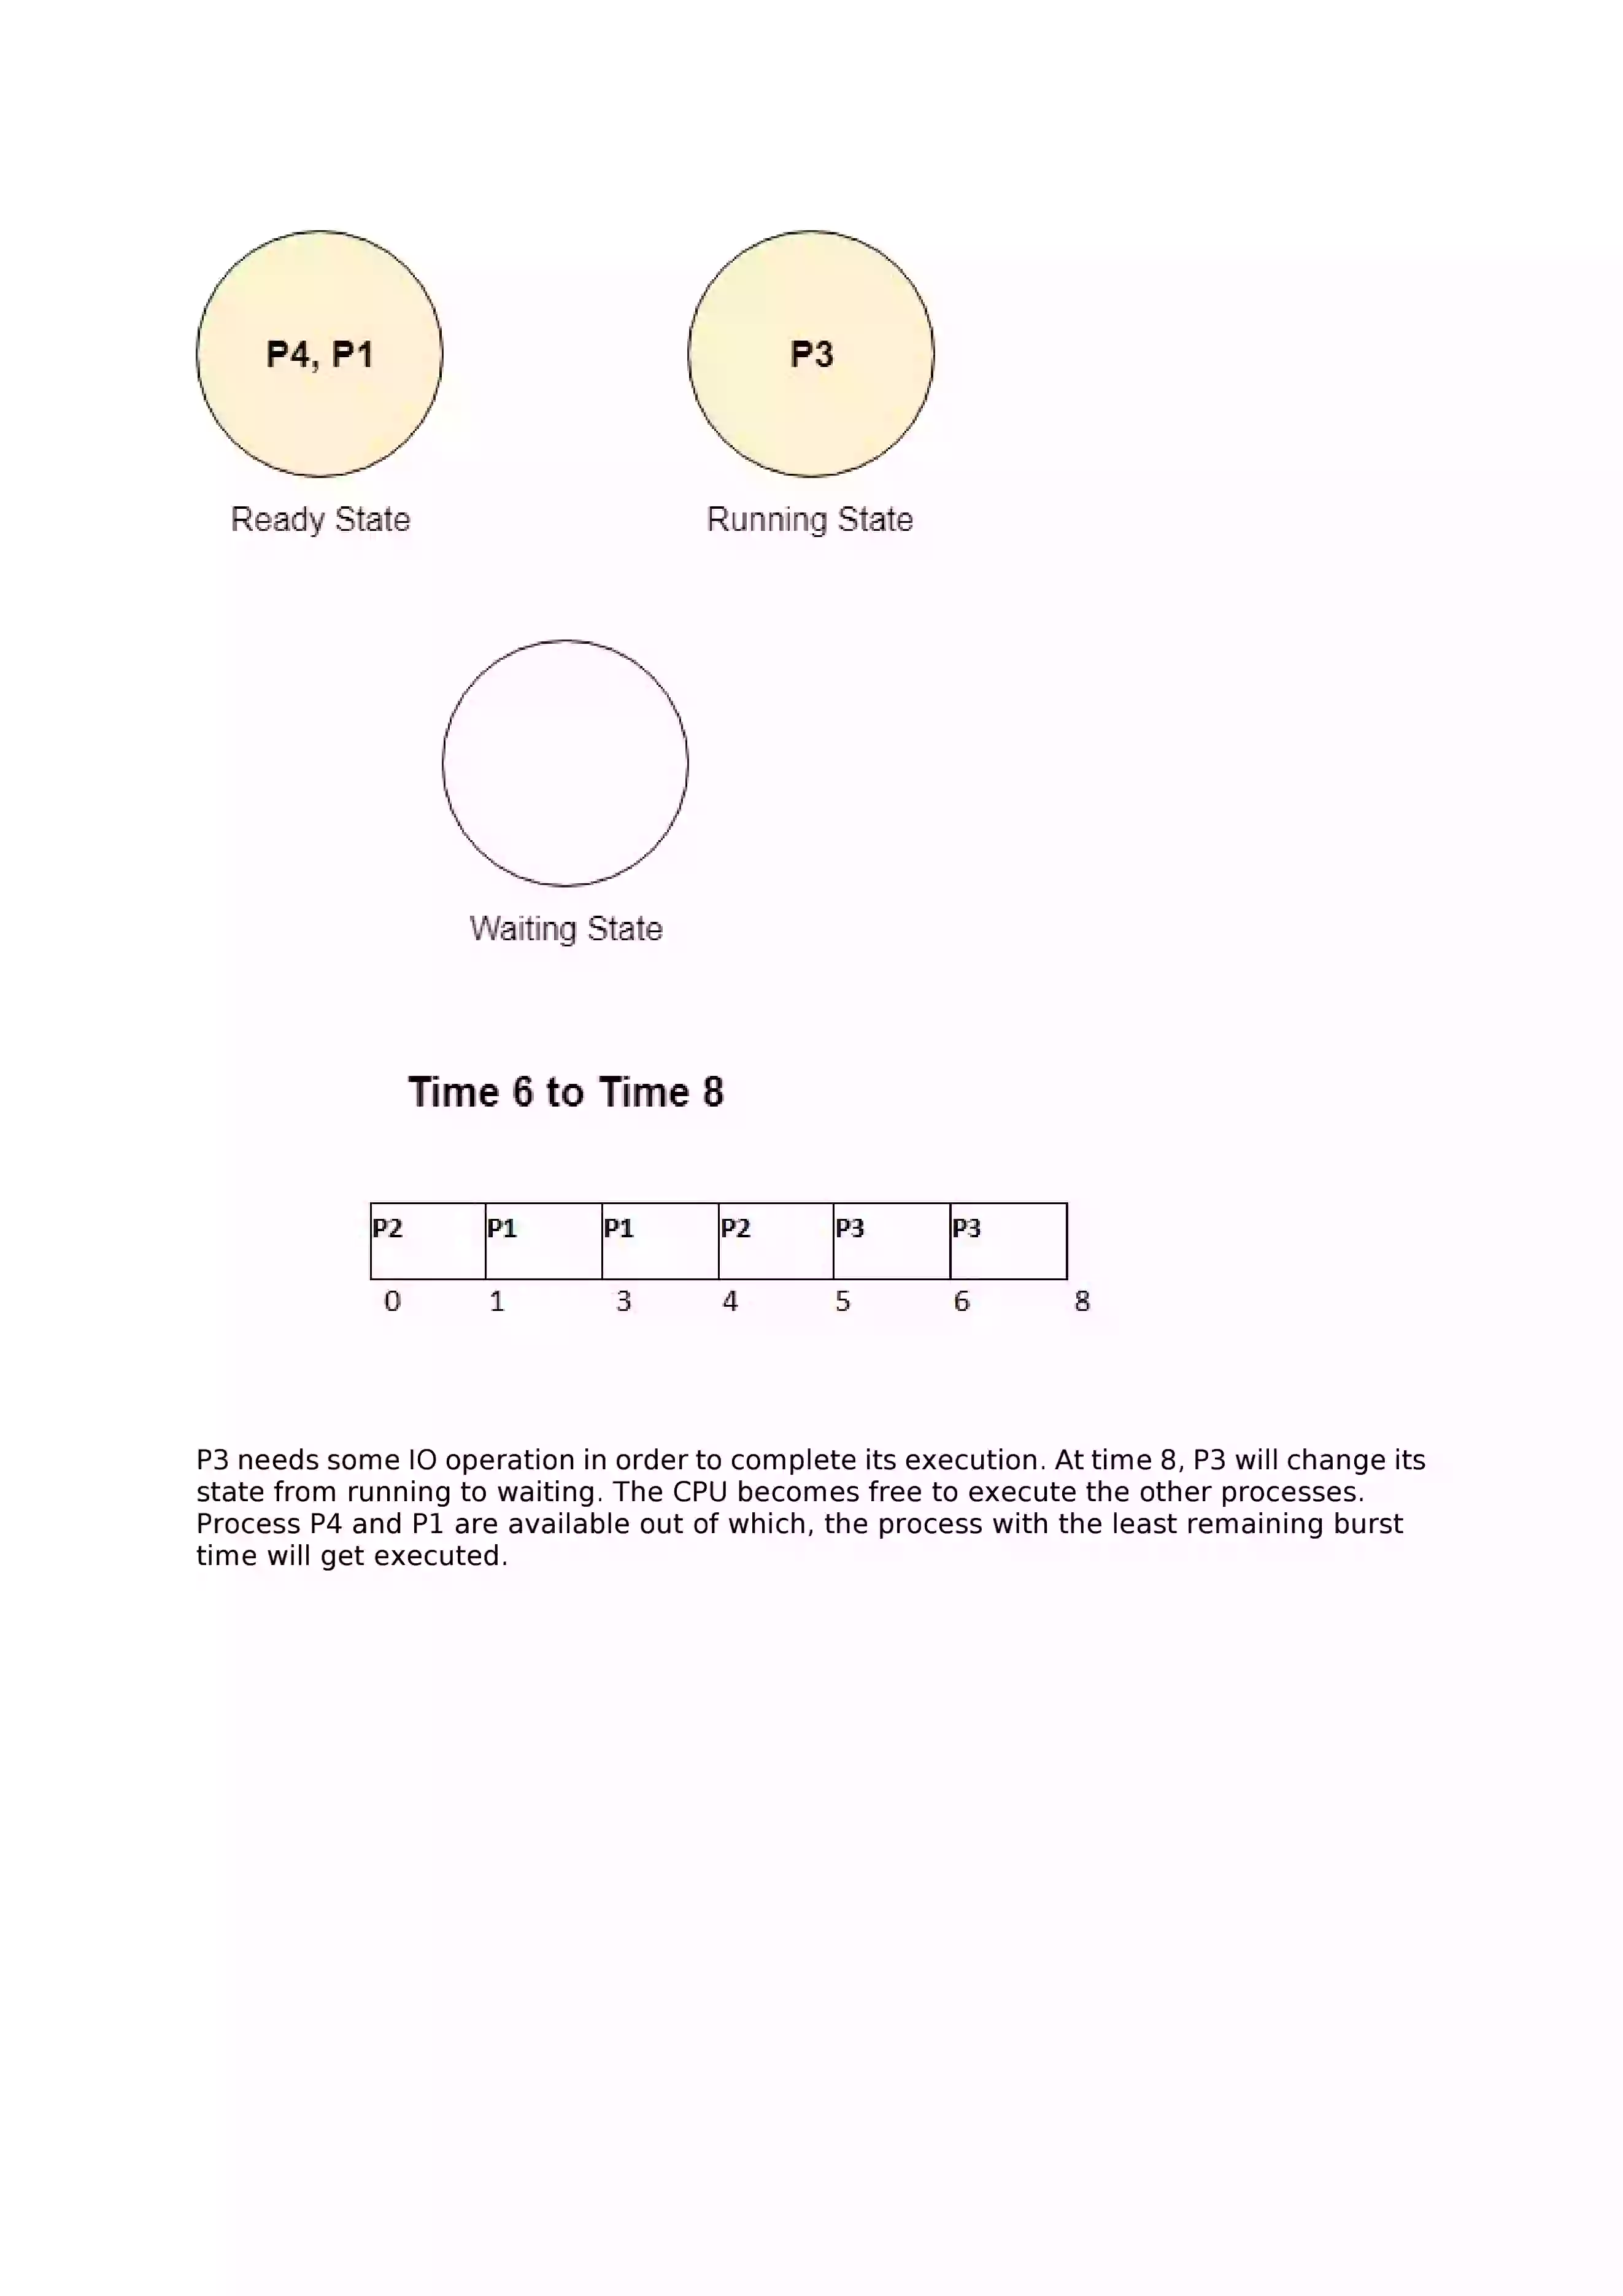 P4, P1
P3
Ready State
Running State
Waiting State
Time 6 to Time 8
P2 P1 P1 P2 P3 P3
0 1 3 4 5 6 8
P3 needs some IO operation in order to complete its execution. At time 8, P3 will change its
state from running to waiting. The CPU becomes free to execute the other processes.
Process P4 and P1 are available out of which, the process with the least remaining burst
time will get executed.